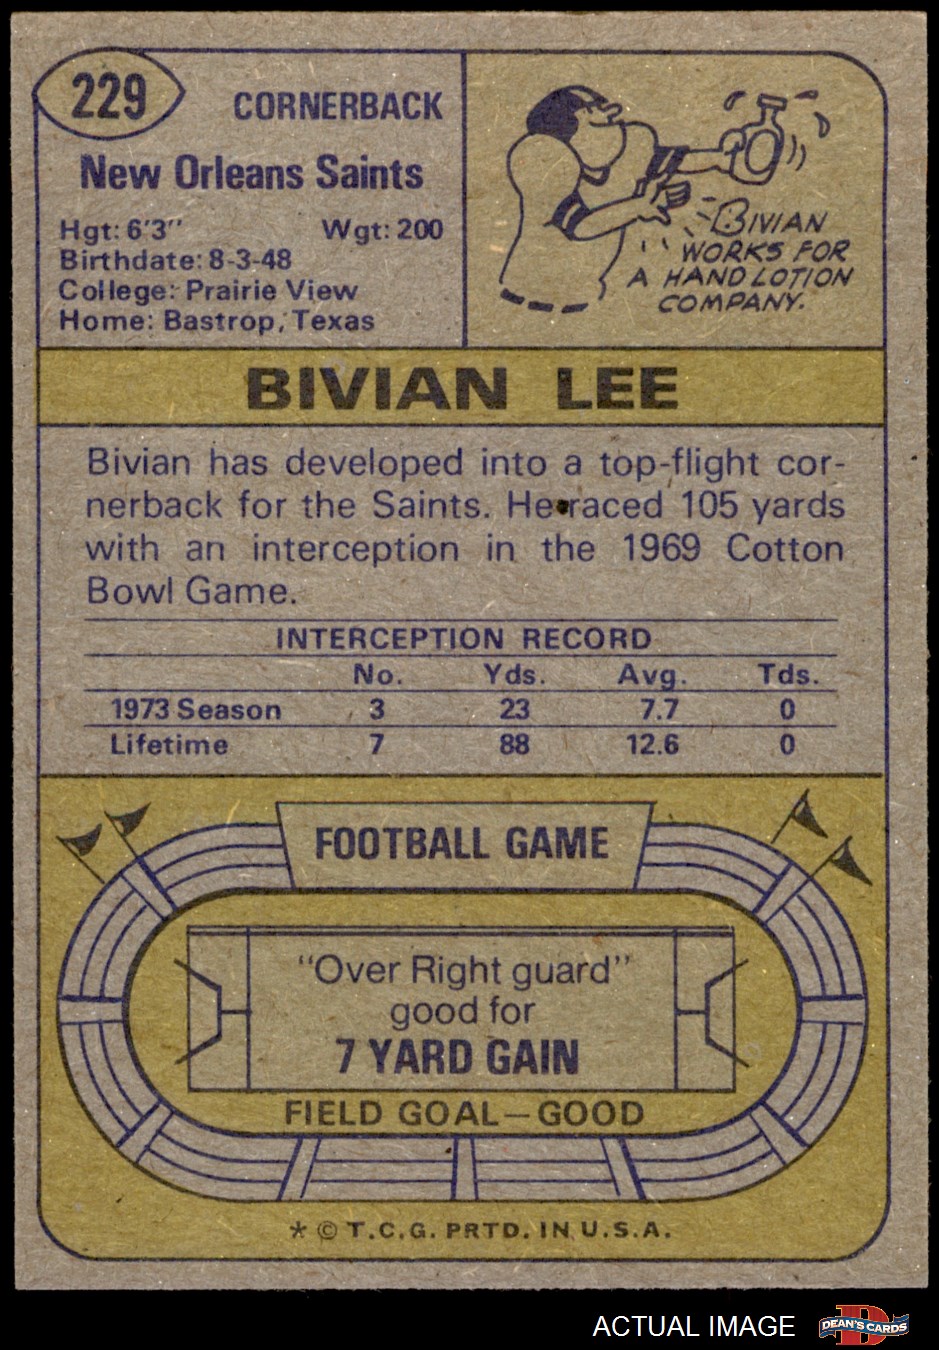 229
CORNERBACK
New Orleans Saints
Hgt: 6'3" Wgt: 200
Birthdate: 8-3-48
College: Prairie View
Home: Bastrop, Texas
BIVIAN
WORKS FOR
A HAND LOTION
COMPANY.
BIVIAN LEE
Bivian has developed into a top-flight cor-
nerback for the Saints. He raced 105 yards
with an interception in the 1969 Cotton
Bowl Game.
INTERCEPTION RECORD
No. Yds. Avg. Tds.
1973 Season 3 23 7.7 0
Lifetime 7 88 12.6 0
FOOTBALL GAME
"Over Right guard"
good for
7 YARD GAIN
FIELD GOAL—GOOD
* © T.C.G. PRTD. IN U.S.A.
ACTUAL IMAGE
DEAN'S CARDS